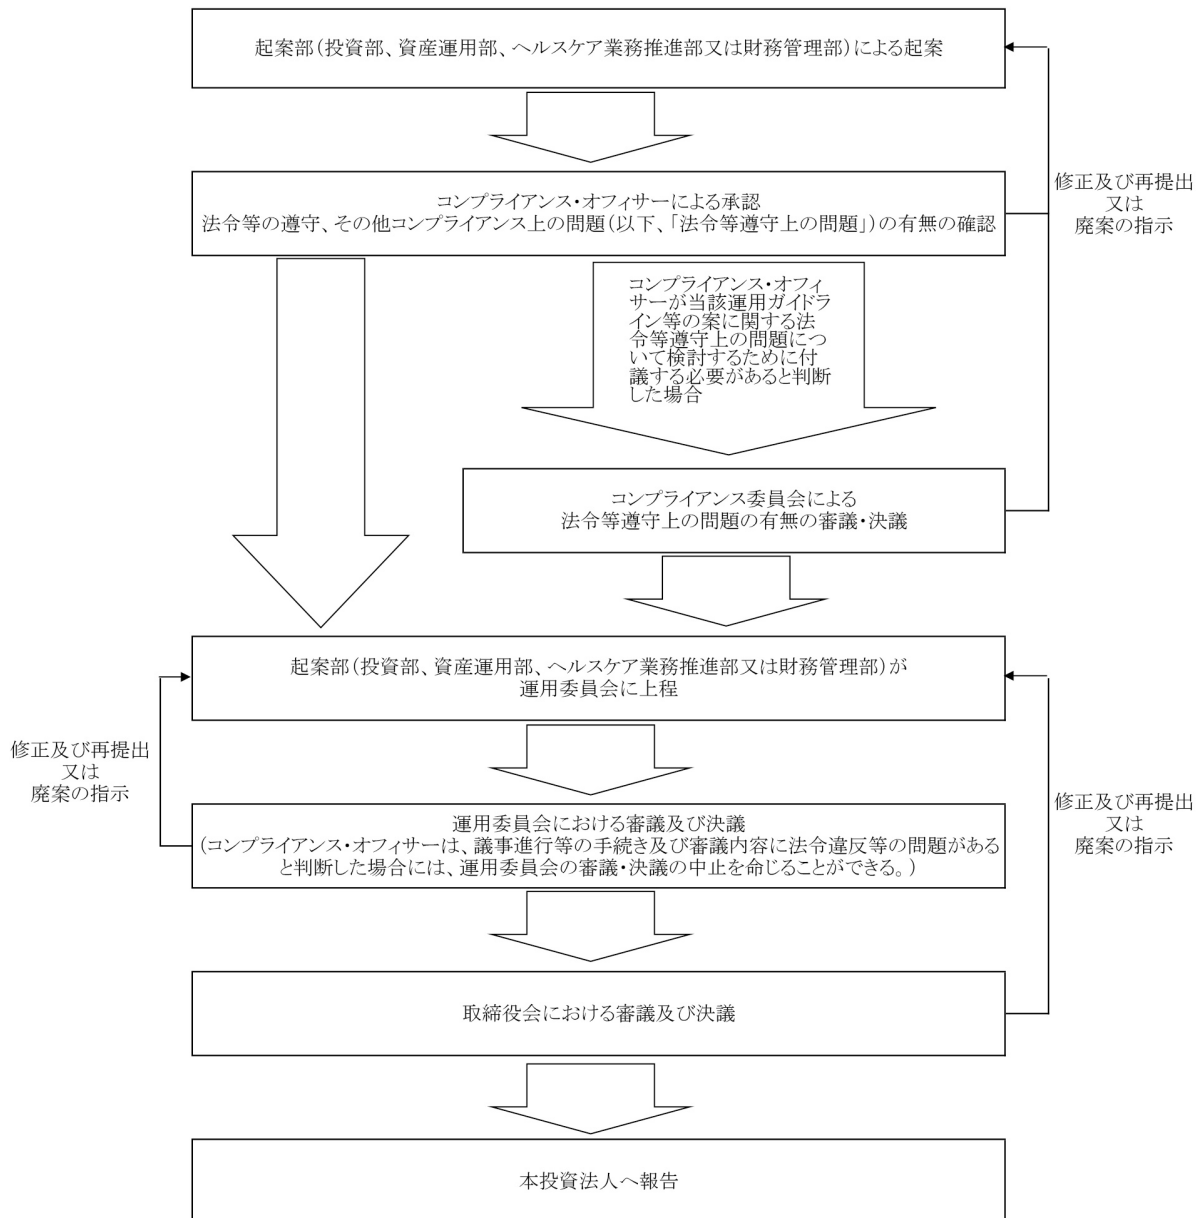 起案部(投資部、資産運用部、ヘルスケア業務推進部又は財務管理部)による起案
コンプライアンス・オフィサーによる承認
法令等の遵守、その他コンプライアンス上の問題(以下、「法令等遵守上の問題」)の有無の確認
修正及び再提出
又は
廃案の指示
コンプライアンス・オフィ
サーが当該運用ガイドラ
イン等の案に関する法
令等遵守上の問題につ
いて検討するために付
議する必要があると判断
した場合
コンプライアンス委員会による
法令等遵守上の問題の有無の審議・決議
起案部(投資部、資産運用部、ヘルスケア業務推進部又は財務管理部)が
運用委員会に上程
修正及び再提出
又は
廃案の指示
運用委員会における審議及び決議
(コンプライアンス・オフィサーは、議事進行等の手続き及び審議内容に法令違反等の問題がある
と判断した場合には、運用委員会の審議・決議の中止を命じることができる。)
修正及び再提出
又は
廃案の指示
取締役会における審議及び決議
本投資法人へ報告